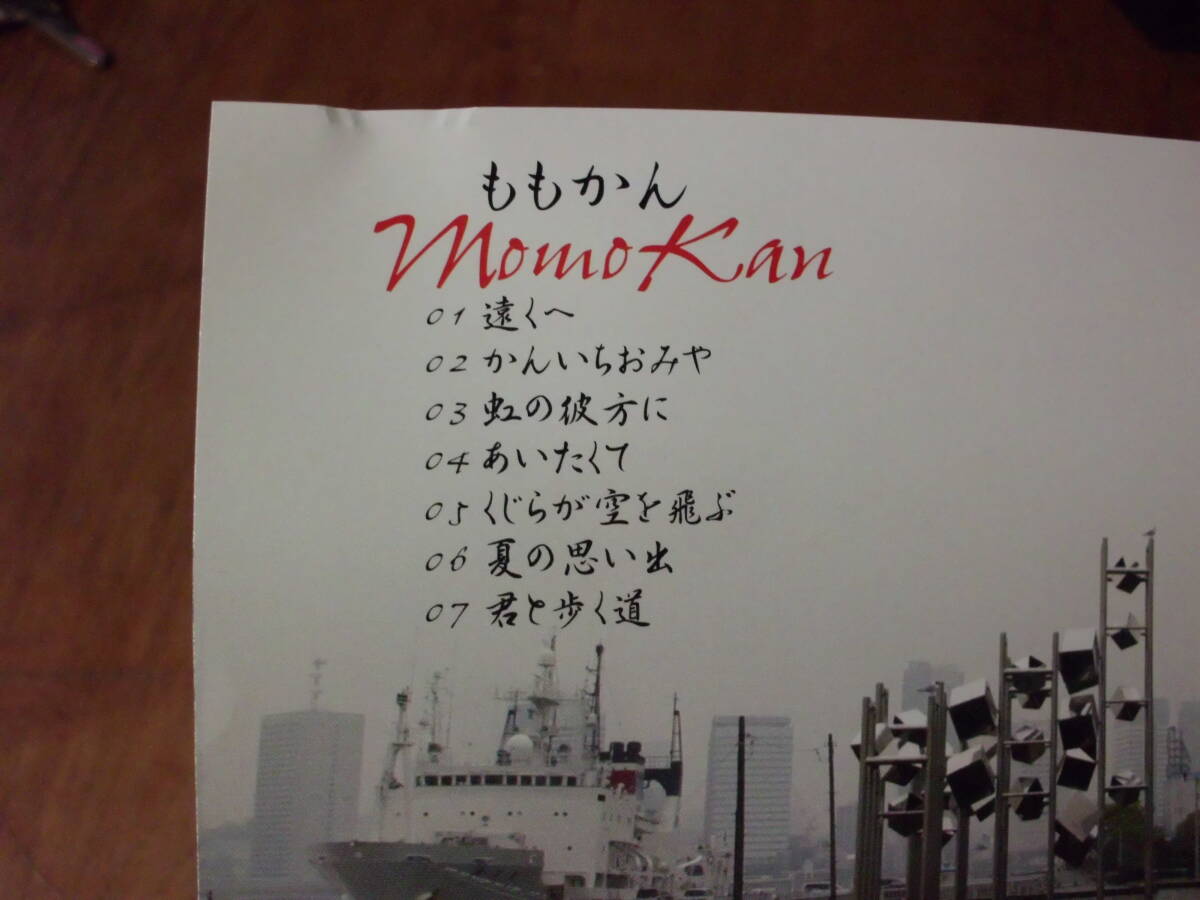 ももかん
MomoKan
01 遠くへ
02 かんいちおみや
03 虹の彼方に
04 あいたくて
05 くじらが空を飛ぶ
06 夏の思い出
07 君と歩く道